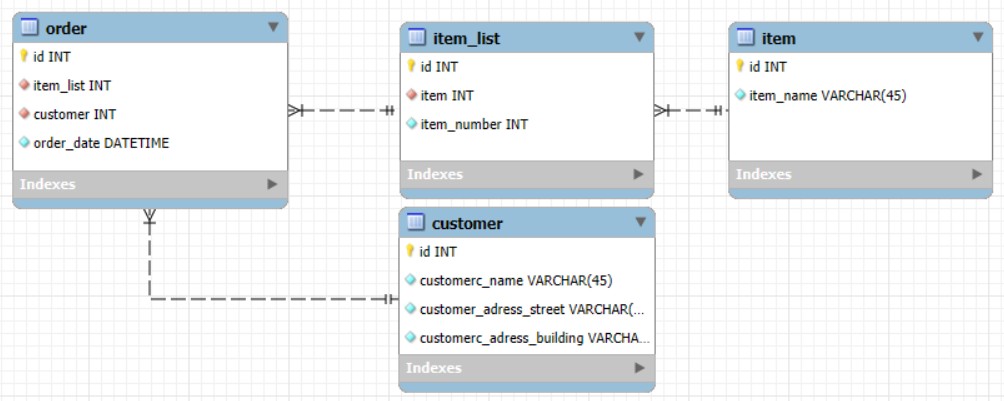 order
id INT
item_list INT
customer INT
order_date DATETIME
Indexes
item_list
id INT
item INT
item_number INT
Indexes
item
id INT
item_name VARCHAR(45)
Indexes
customer
id INT
customerc_name VARCHAR(45)
customer_adress_street VARCHAR(...
customerc_adress_building VARCHA...
Indexes